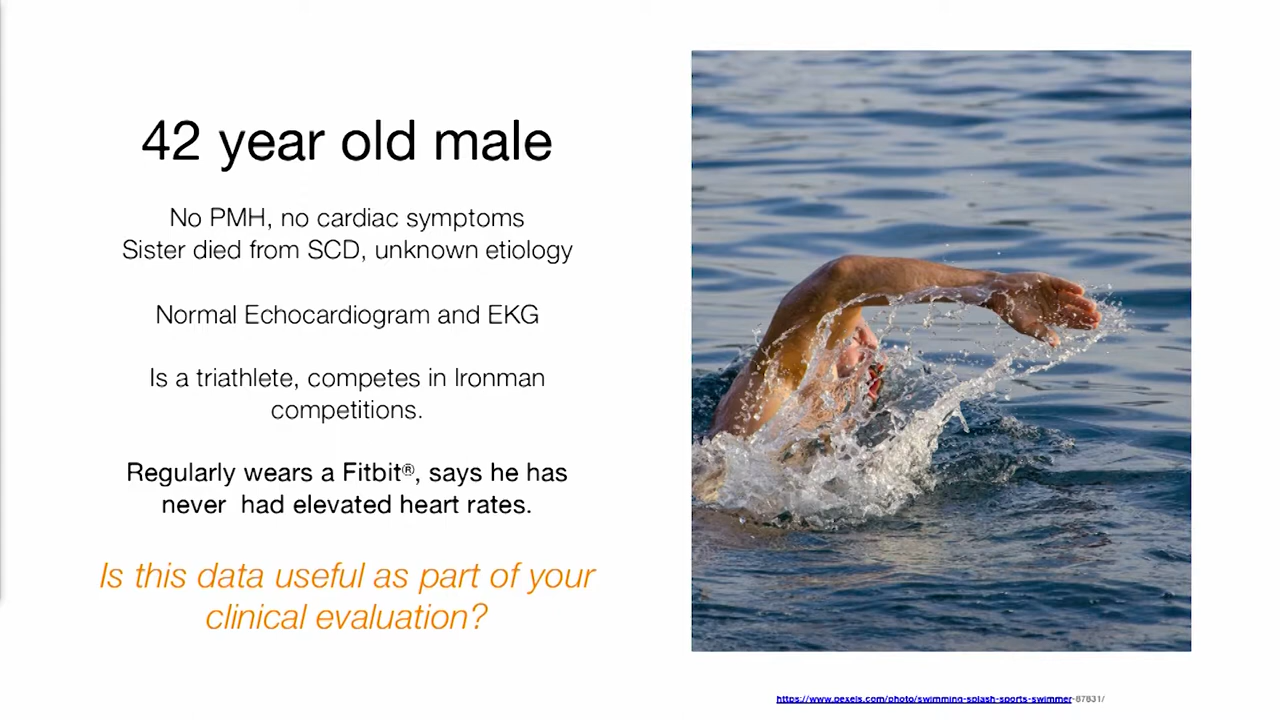 42 year old male
No PMH, no cardiac symptoms
Sister died from SCD, unknown etiology
Normal Echocardiogram and EKG
Is a triathlete, competes in Ironman
competitions.
Regularly wears a Fitbit®, says he has
never had elevated heart rates.
Is this data useful as part of your
clinical evaluation?
https://www.pexels.com/photo/swimming-splash-sports-swimmer-87831/